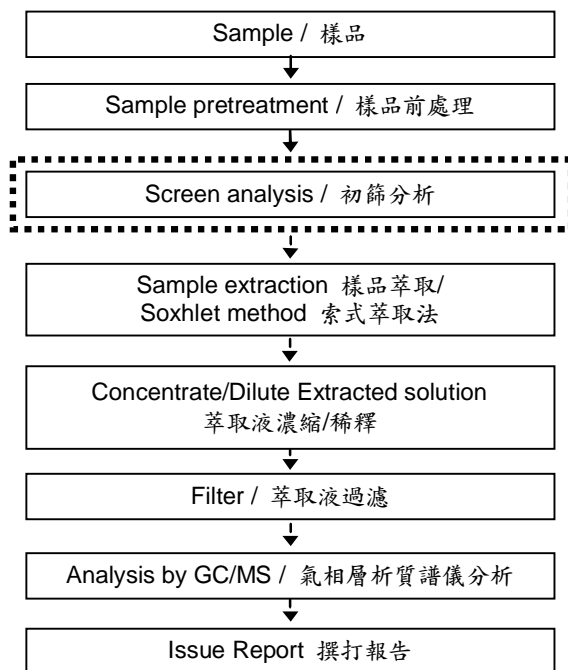 Sample / 樣品
Sample pretreatment / 樣品前處理
Screen analysis / 初篩分析
Sample extraction 樣品萃取/
Soxhlet method 索式萃取法
Concentrate/Dilute Extracted solution
萃取液濃縮/稀釋
Filter / 萃取液過濾
Analysis by GC/MS / 氣相層析質譜儀分析
Issue Report 撰打報告